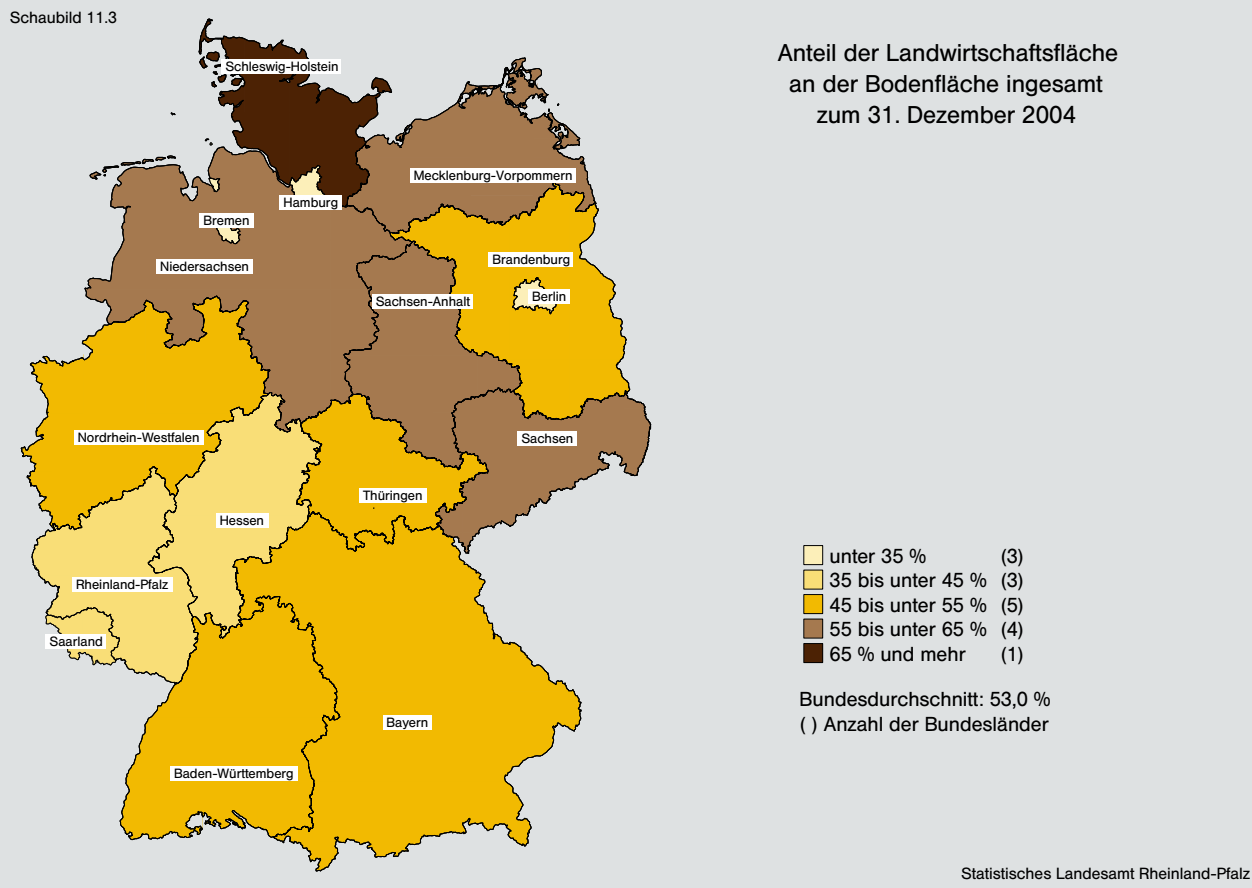 Schaubild 11.3
Anteil der Landwirtschaftsfläche
an der Bodenfläche ingesamt
zum 31. Dezember 2004
Schleswig-Holstein
Mecklenburg-Vorpommern
Hamburg
Bremen
Niedersachsen
Brandenburg
Berlin
Sachsen-Anhalt
Nordrhein-Westfalen
Sachsen
Thüringen
Hessen
Rheinland-Pfalz
Saarland
Bayern
Baden-Württemberg
unter 35 % (3)
35 bis unter 45 % (3)
45 bis unter 55 % (5)
55 bis unter 65 % (4)
65 % und mehr (1)
Bundesdurchschnitt: 53,0 %
( ) Anzahl der Bundesländer
Statistisches Landesamt Rheinland-Pfalz